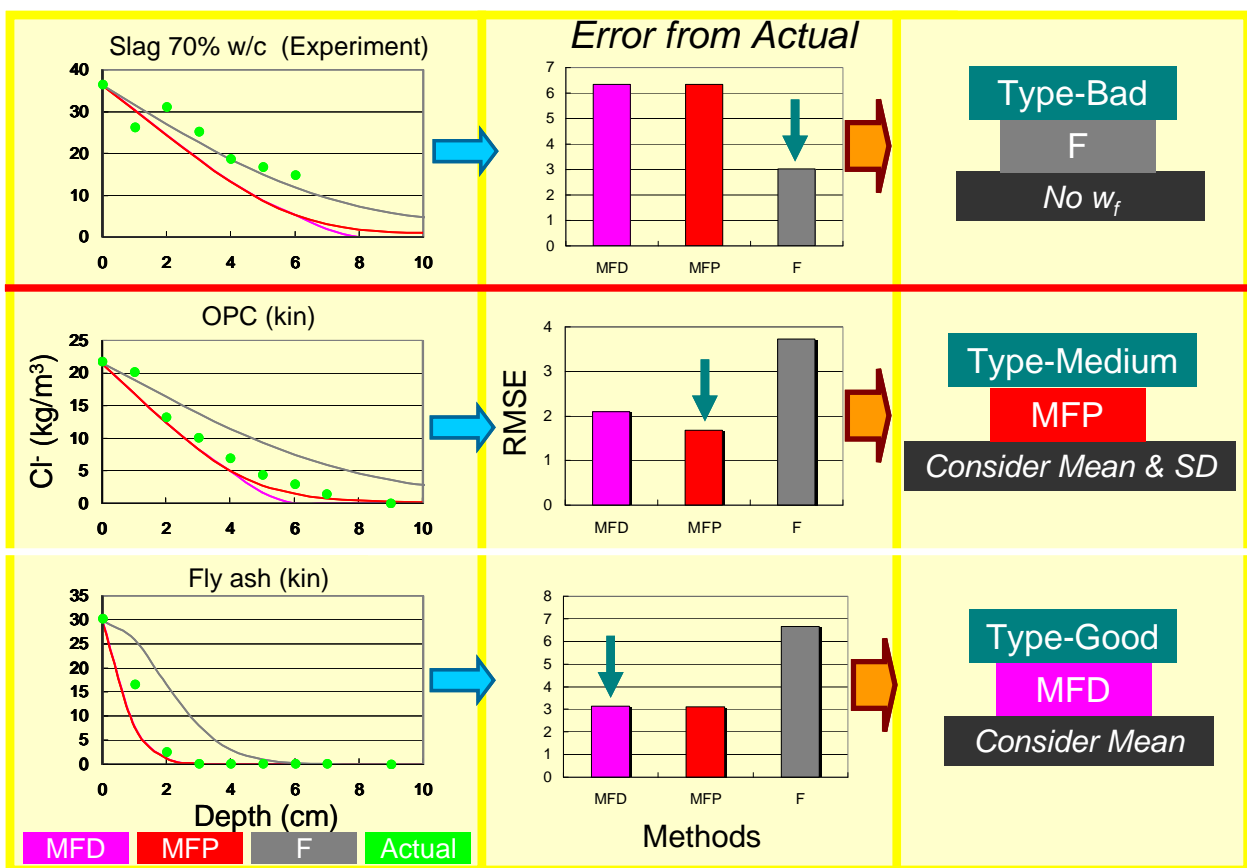 Slag 70% w/c (Experiment)
40
30
20
10
0
0 2 4 6 8 10
Error from Actual
7
6
5
4
3
2
1
0
MFD MFP F
Type-Bad
F
No w_f
OPC (kin)
Cl⁻ (kg/m³)
25
20
15
10
5
0
0 2 4 6 8 10
RMSE
4
3
2
1
0
MFD MFP F
Type-Medium
MFP
Consider Mean & SD
Fly ash (kin)
35
30
25
20
15
10
5
0
0 2 4 6 8 10
Depth (cm)
MFD MFP F Actual
8
7
6
5
4
3
2
1
0
MFD MFP F
Methods
Type-Good
MFD
Consider Mean